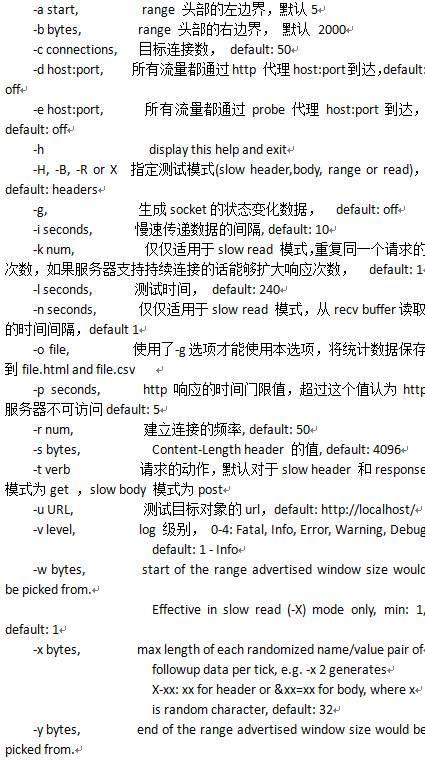 -a start, range 头部的左边界，默认 5
-b bytes, range 头部的右边界， 默认 2000
-c connections, 目标连接数， default: 50
-d host:port, 所有流量都通过 http 代理 host:port 到达，default:
off
-e host:port, 所有流量都通过 probe 代理 host:port 到达，
default: off
-h display this help and exit
-H, -B, -R or X 指定测试模式(slow header,body, range or read)，
default: headers
-g, 生成 socket 的状态变化数据， default: off
-i seconds, 慢速传递数据的间隔, default: 10
-k num, 仅仅适用于 slow read 模式，重复同一个请求的
次数，如果服务器支持持续连接的话能够扩大响应次数， default: 1
-l seconds, 测试时间， default: 240
-n seconds, 仅仅适用于 slow read 模式，从 recv buffer 读取
的时间间隔，default 1
-o file, 使用了-g 选项才能使用本选项，将统计数据保存
到 file.html and file.csv
-p seconds, http 响应的时间门限值，超过这个值认为 http
服务器不可访问 default: 5
-r num, 建立连接的频率, default: 50
-s bytes, Content-Length header 的值, default: 4096
-t verb 请求的动作，默认对于 slow header 和 response
模式为 get ，slow body 模式为 post
-u URL, 测试目标对象的 url，default: http://localhost/
-v level, log 级别， 0-4: Fatal, Info, Error, Warning, Debug
default: 1 - Info
-w bytes, start of the range advertised window size would
be picked from.
Effective in slow read (-X) mode only, min: 1,
default: 1
-x bytes, max length of each randomized name/value pair of
followup data per tick, e.g. -x 2 generates
X-xx: xx for header or &xx=xx for body, where x
is random character, default: 32
-y bytes, end of the range advertised window size would be
picked from.